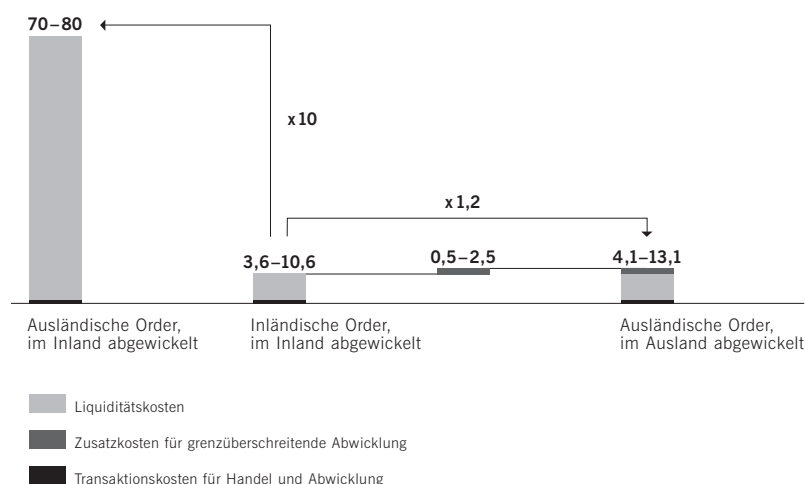 70–80
x 10
x 1,2
3,6–10,6
0,5–2,5
4,1–13,1
Ausländische Order,
im Inland abgewickelt
Inländische Order,
im Inland abgewickelt
Ausländische Order,
im Ausland abgewickelt
Liquiditätskosten
Zusatzkosten für grenzüberschreitende Abwicklung
Transaktionskosten für Handel und Abwicklung